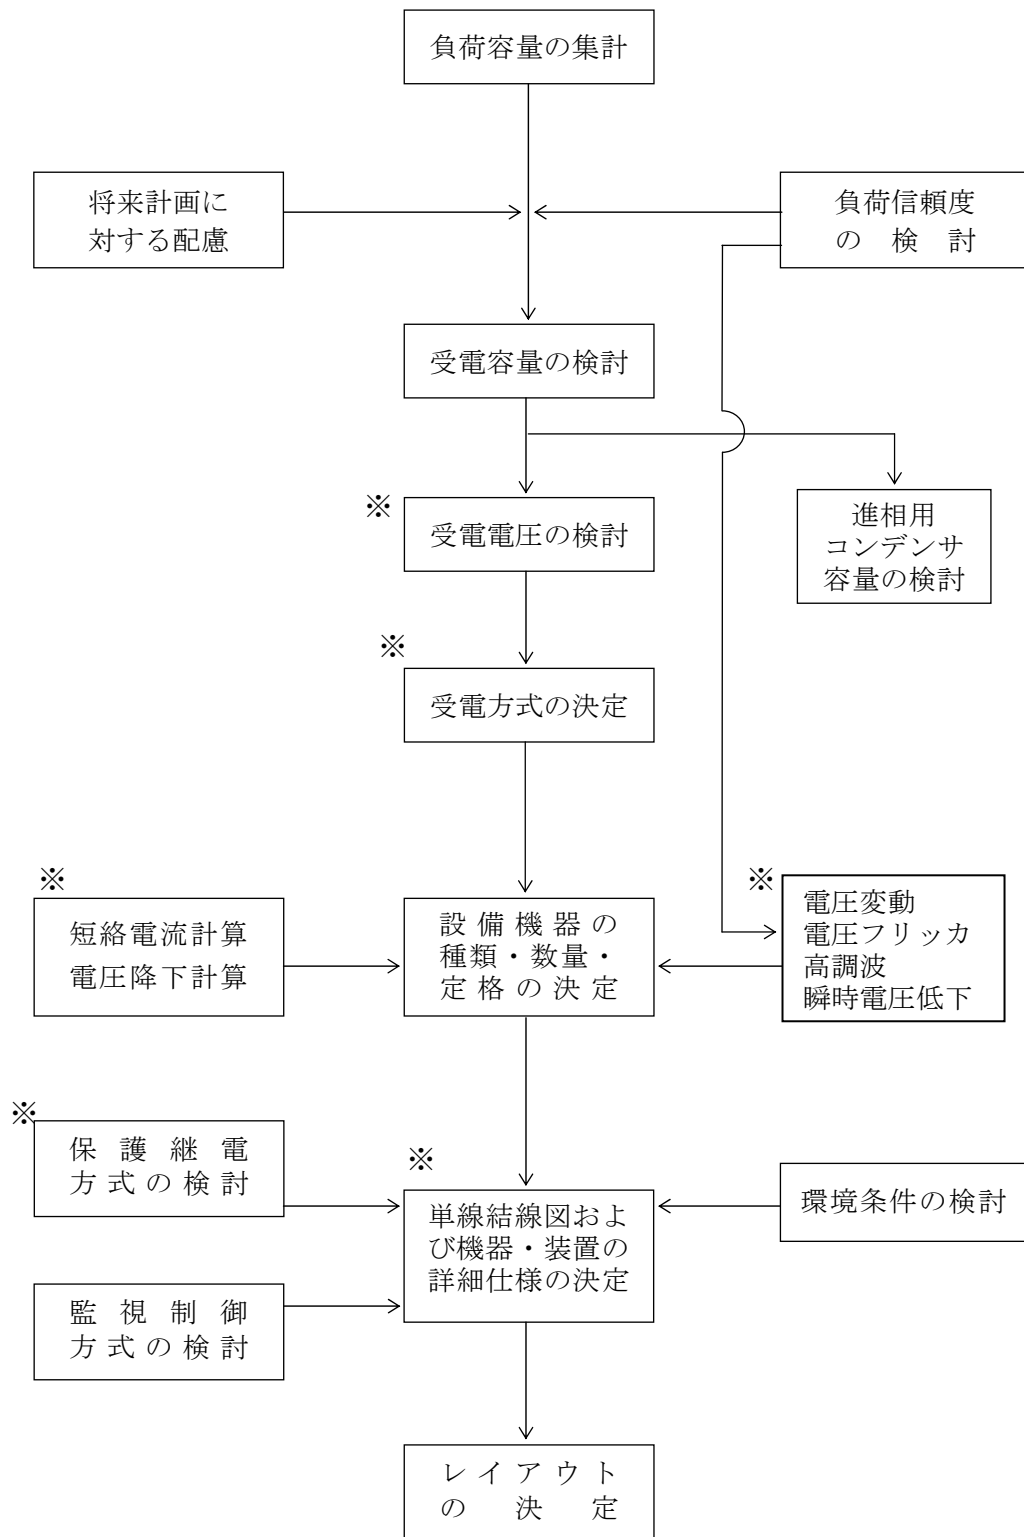 負荷容量の集計
将来計画に
対する配慮
負荷信頼度
の検討
受電容量の検討
※
受電電圧の検討
進相用
コンデンサ
容量の検討
※
受電方式の決定
※
短絡電流計算
電圧降下計算
設備機器の
種類・数量・
定格の決定
※
電圧変動
電圧フリッカ
高調波
瞬時電圧低下
※
保護継電
方式の検討
※
単線結線図およ
び機器・装置の
詳細仕様の決定
環境条件の検討
監視制御
方式の検討
レイアウト
の決定